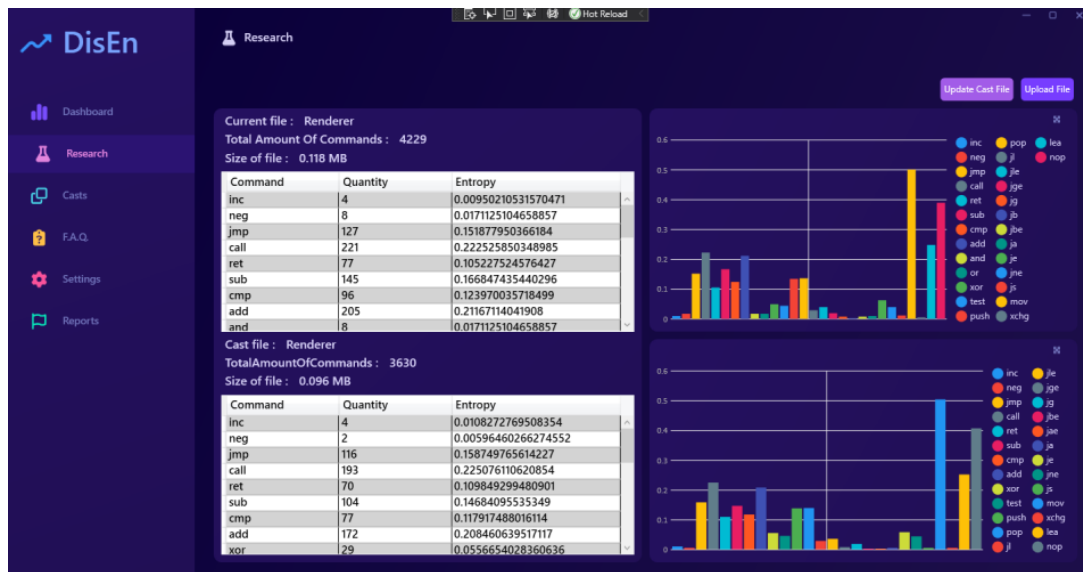 Hot Reload
DisEn
Research
Dashboard
Research
Casts
F.A.Q.
Settings
Reports
Update Cast File
Upload File
Current file : Renderer
Total Amount Of Commands : 4229
Size of file : 0.118 MB
Command Quantity Entropy
inc 4 0.00950210531570471
neg 8 0.0171125104658857
jmp 127 0.151877950366184
call 221 0.222525850348985
ret 77 0.105227524576427
sub 145 0.166847435440296
cmp 96 0.123970035718499
add 205 0.21167114041908
and 8 0.0171125104658857
0.6
0.5
0.4
0.3
0.2
0.1
0
inc pop lea
neg jl nop
jmp jle
call jge
ret jg
sub jb
cmp jbe
add ja
and je
or jne
xor js
test mov
push xchg
Cast file : Renderer
TotalAmountOfCommands : 3630
Size of file : 0.096 MB
Command Quantity Entropy
inc 4 0.0108272769508354
neg 2 0.00596460266274552
jmp 116 0.158749765614227
call 193 0.225076110620854
ret 70 0.109849299480901
sub 104 0.14684095535349
cmp 77 0.117917488016114
add 172 0.208460639517117
xor 29 0.0556654028360636
0.6
0.5
0.4
0.3
0.2
0.1
0
inc jle
neg jge
jmp jg
call jbe
ret jae
sub ja
cmp je
add jne
xor js
test mov
push xchg
pop lea
jl nop